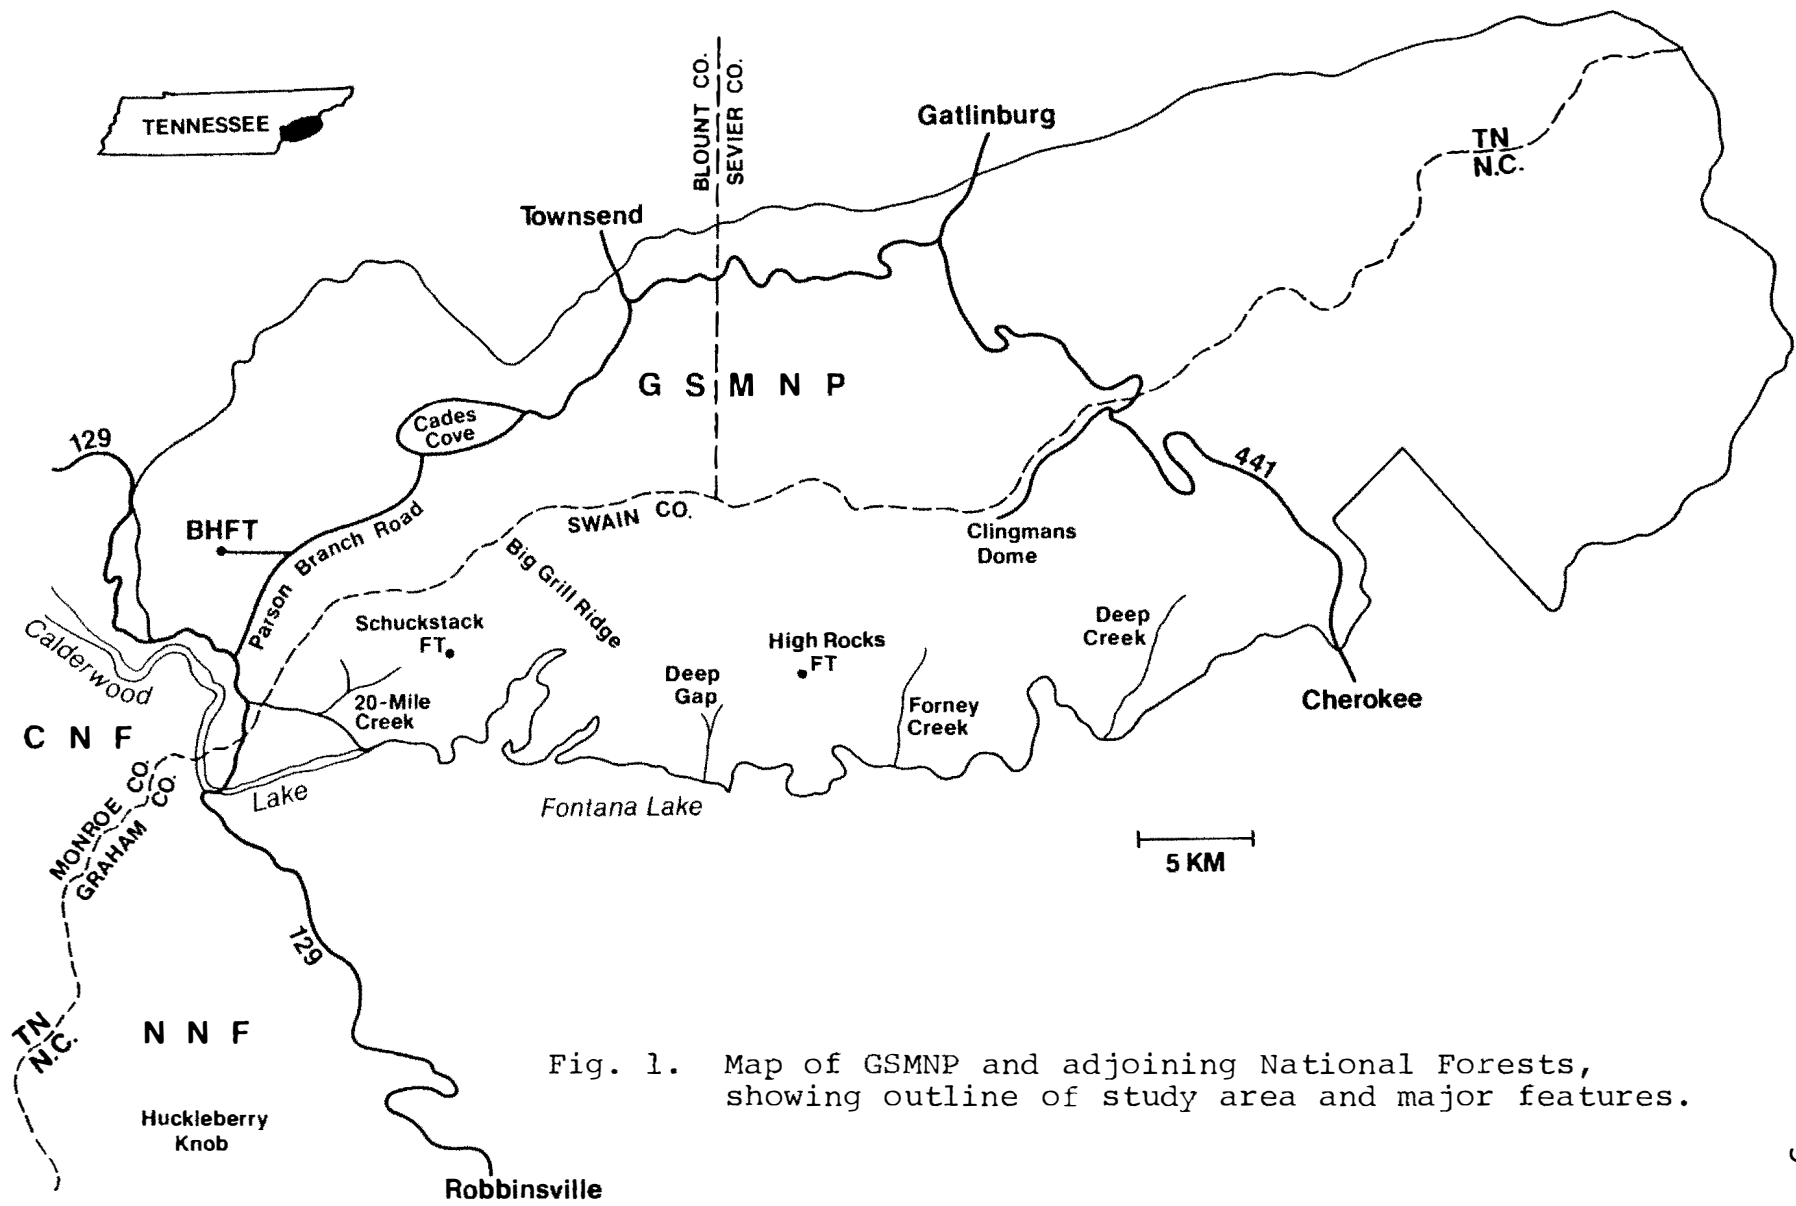 BLOUNT CO.
SEVIER CO.
TENNESSEE
Gatlinburg
TN
N.C.
Townsend
G S M N P
Cades
Cove
129
441
BHFT
Parson Branch Road
SWAIN CO.
Big Grill Ridge
Clingmans
Dome
Schuckstack
FT
Deep
Creek
High Rocks
FT
Calderwood
Deep
Gap
20-Mile
Creek
Forney
Creek
Cherokee
C N F
MONROE CO.
GRAHAM CO.
Lake
Fontana Lake
5 KM
129
TN
N.C.
N N F
Huckleberry
Knob
Robbinsville
Fig. 1. Map of GSMNP and adjoining National Forests,
showing outline of study area and major features.